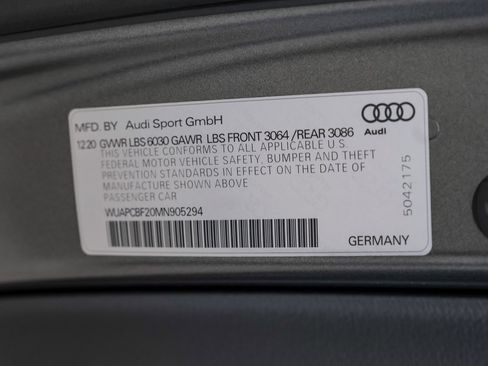 MFD. BY Audi Sport GmbH
12.20 GVWR LBS 6030 GAWR LBS FRONT 3064 /REAR 3086
THIS VEHICLE CONFORMS TO ALL APPLICABLE U.S.
FEDERAL MOTOR VEHICLE SAFETY, BUMPER AND THEFT
PREVENTION STANDARDS IN EFFECT ON THE DATE OF
MANUFACTURE SHOWN ABOVE
PASSENGER CAR
WUAPCBF20MN905294
Audi
5042175
GERMANY